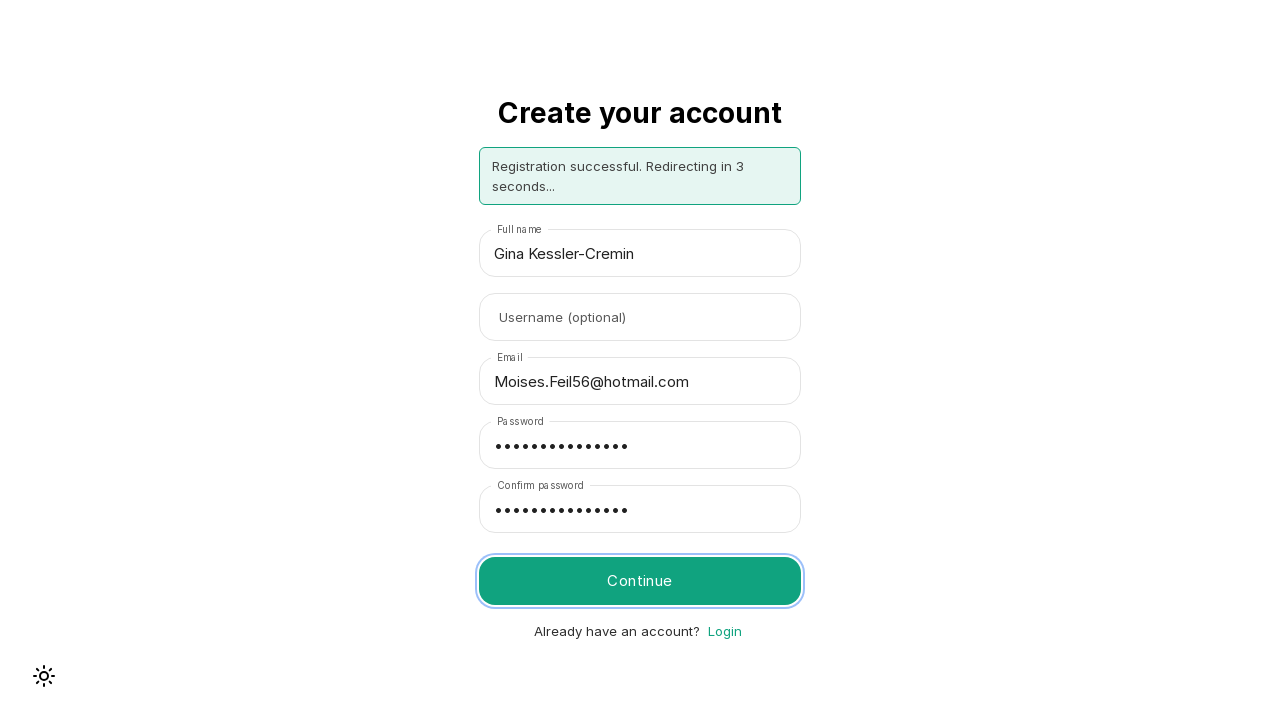 Create your account
Registration successful. Redirecting in 3
seconds...
Full name
Gina Kessler-Cremin
Username (optional)
Email
Moises.Feil56@hotmail.com
Password
•••••••••••••••
Confirm password
•••••••••••••••
Continue
Already have an account? Login